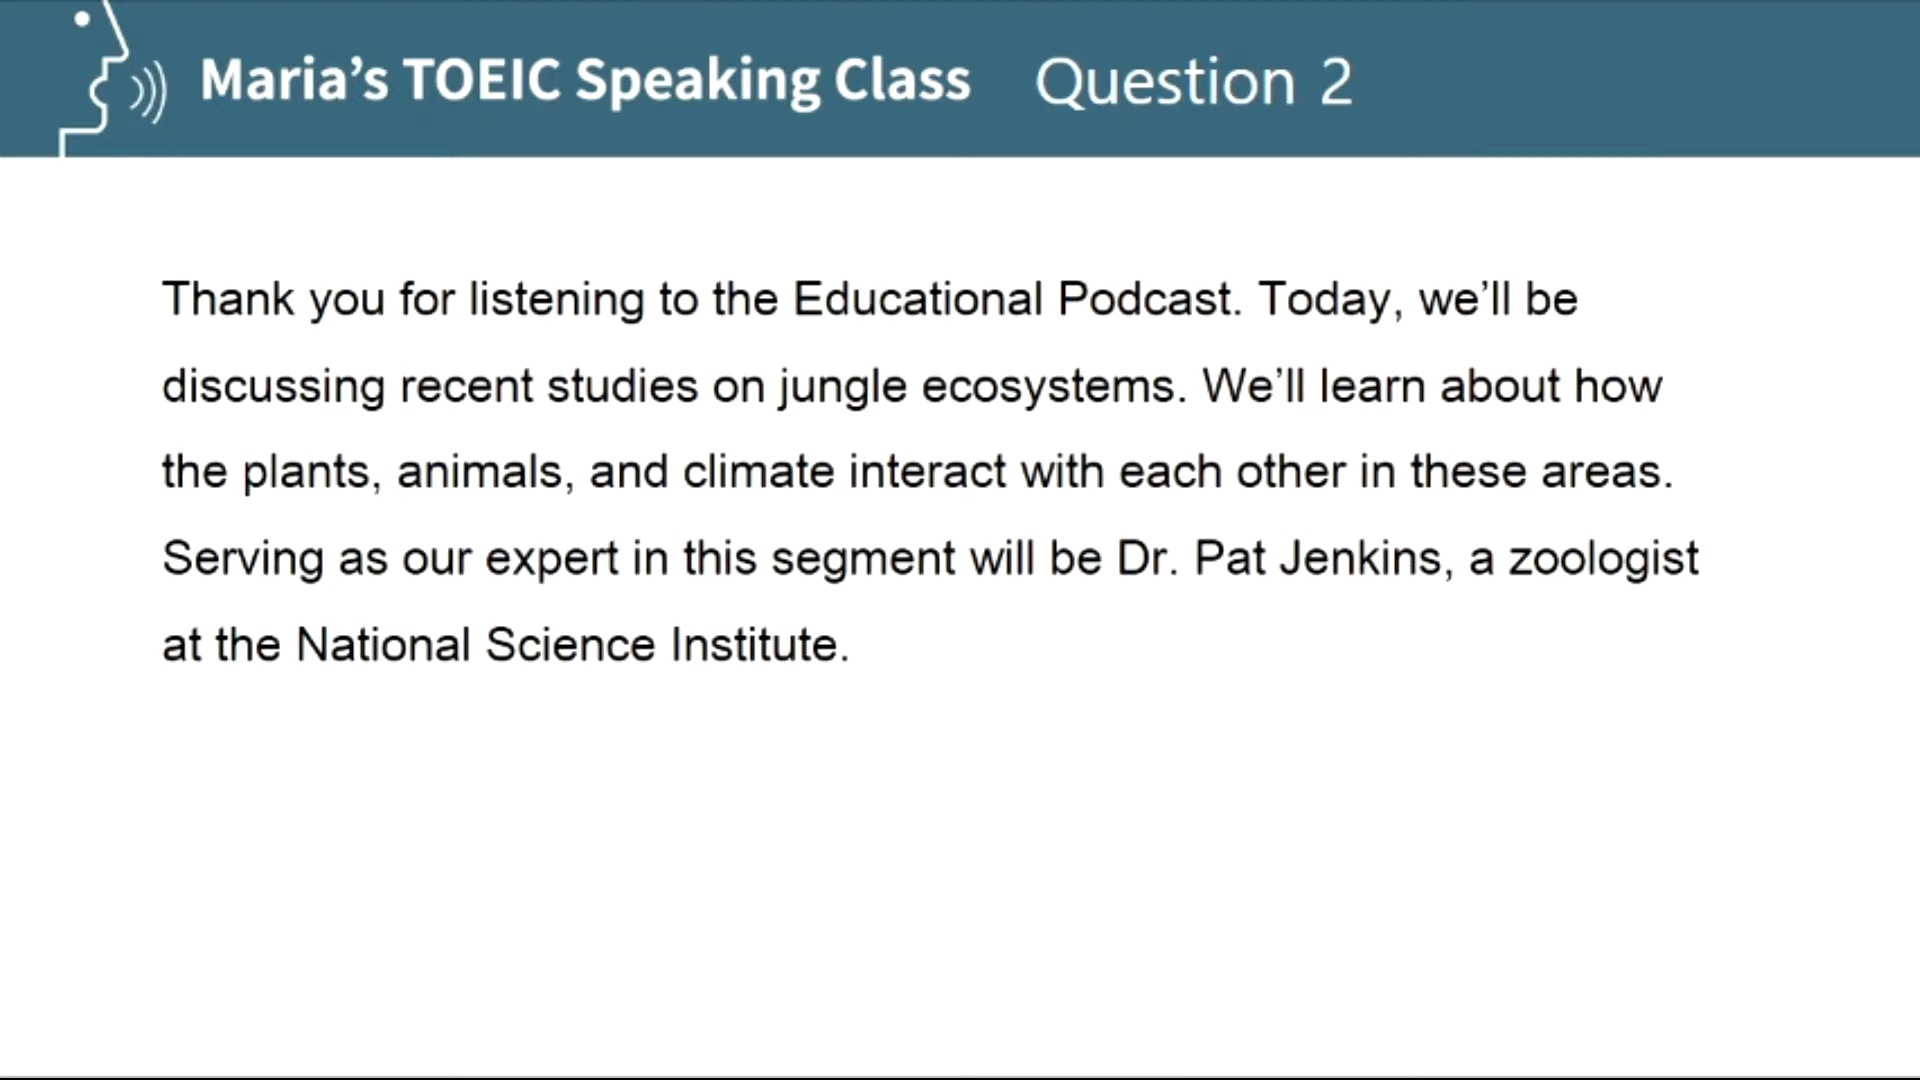 Maria’s TOEIC Speaking Class Question 2
Thank you for listening to the Educational Podcast. Today, we’ll be
discussing recent studies on jungle ecosystems. We’ll learn about how
the plants, animals, and climate interact with each other in these areas.
Serving as our expert in this segment will be Dr. Pat Jenkins, a zoologist
at the National Science Institute.